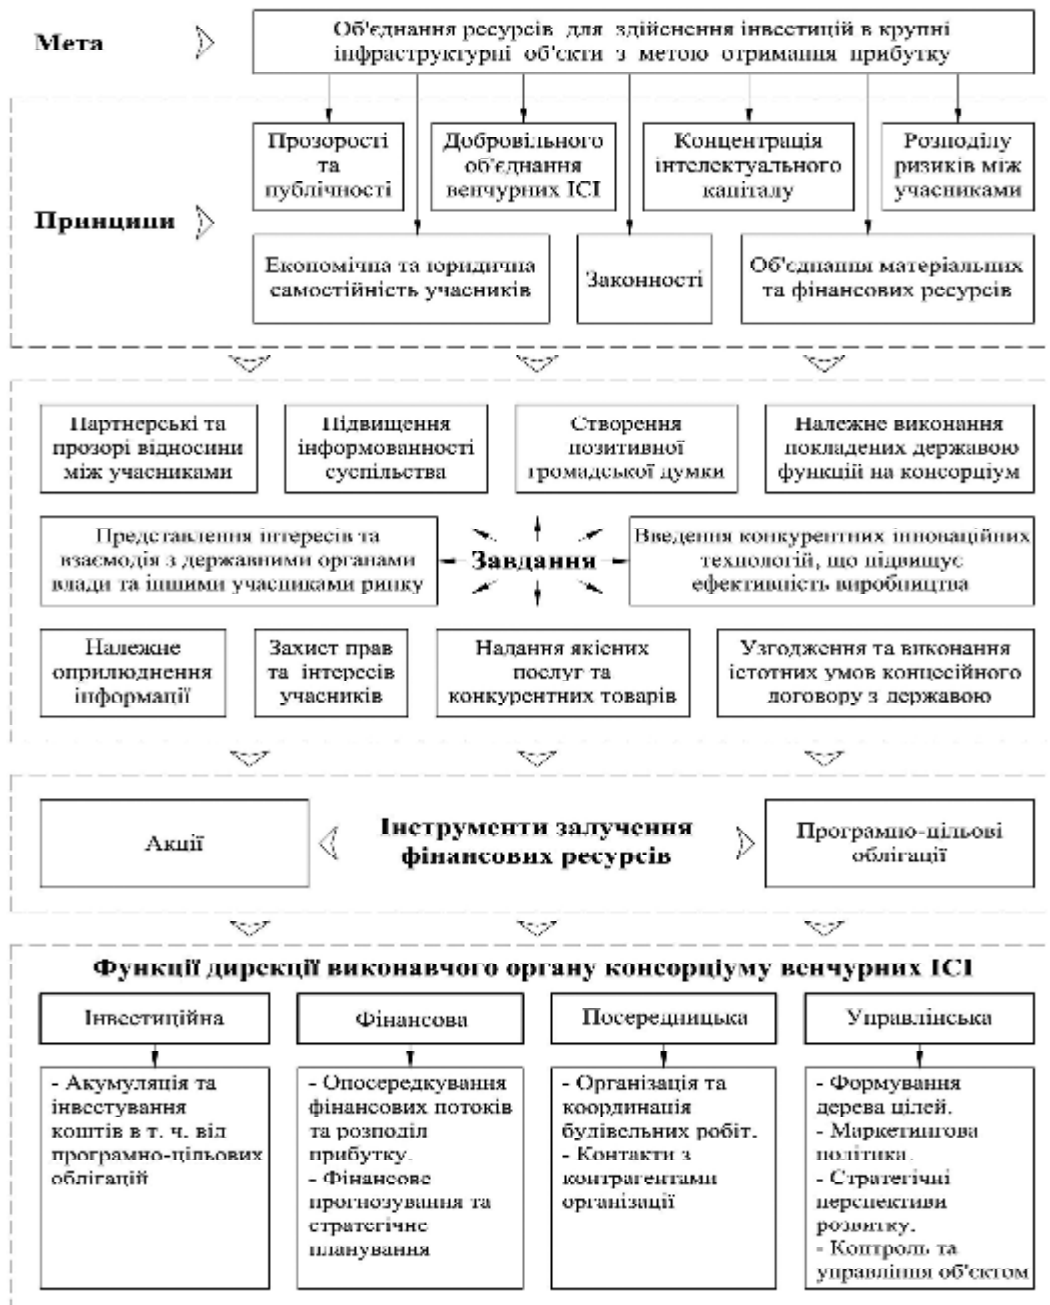 Мета
Об'єднання ресурсів для здійснення інвестицій в крупні
інфраструктурні об'єкти з метою отримання прибутку
Принципи
Прозорості
та
публічності
Добровільного
об'єднання
венчурних ІСІ
Концентрація
інтелектуального
капіталу
Розподілу
ризиків між
учасниками
Економічна та юридична
самостійність учасників
Законності
Об'єднання матеріальних
та фінансових ресурсів
Партнерські та
прозорі відносини
між учасниками
Підвищення
інформованності
суспільства
Створення
позитивної
громадської думки
Належне виконання
покладених державою
функцій на консорціум
Представлення інтересів та
взаємодія з державними органами
влади та іншими учасниками ринку
Завдання
Введення конкурентних інноваційних
технологій, що підвищує
ефективність виробництва
Належне
оприлюднення
інформації
Захист прав
та інтересів
учасників
Надання якісних
послуг та
конкурентних товарів
Узгодження та виконання
істотних умов концесійного
договору з державою
Акції
Інструменти залучення
фінансових ресурсів
Програмно-цільові
облігації
Функції дирекції виконавчого органу консорціуму венчурних ІСІ
Інвестиційна
Фінансова
Посередницька
Управлінська
- Акумуляція та
інвестування
коштів в т. ч. від
програмно-цільових
облігацій
- Опосередкування
фінансових потоків
та розподіл
прибутку.
- Фінансове
прогнозування та
стратегічне
планування
- Організація та
координація
будівельних робіт.
- Контакти з
контрагентами
організації
- Формування
дерева цілей.
- Маркетингова
політика.
- Стратегічні
перспективи
розвитку.
- Контроль та
управління об'єктом